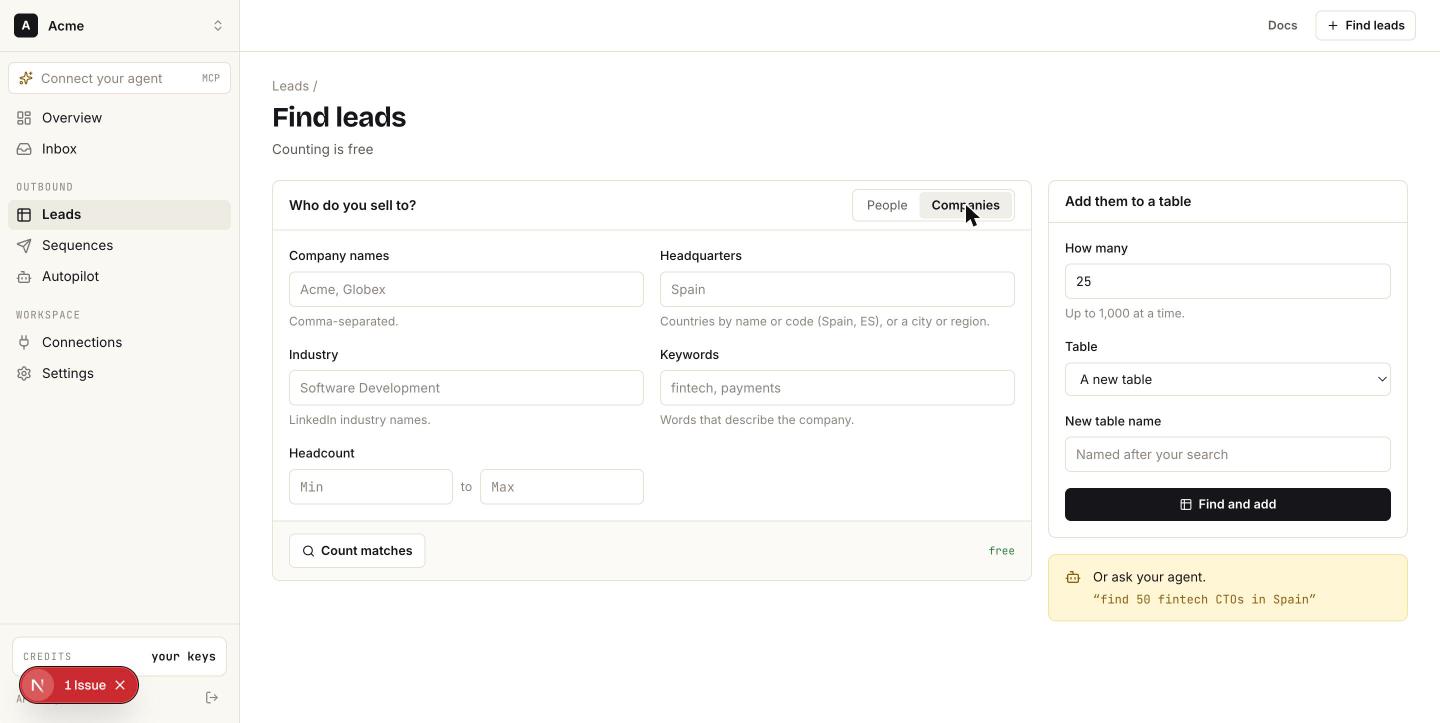 A Acme
Docs
Find leads
Connect your agent MCP
Overview
Inbox
OUTBOUND
Leads
Sequences
Autopilot
WORKSPACE
Connections
Settings
CREDITS your keys
N 1 Issue
Leads /
Find leads
Counting is free
Who do you sell to?
People Companies
Company names
Acme, Globex
Comma-separated.
Headquarters
Spain
Countries by name or code (Spain, ES), or a city or region.
Industry
Software Development
LinkedIn industry names.
Keywords
fintech, payments
Words that describe the company.
Headcount
Min to Max
Count matches
free
Add them to a table
How many
25
Up to 1,000 at a time.
Table
A new table
New table name
Named after your search
Find and add
Or ask your agent.
“find 50 fintech CTOs in Spain”